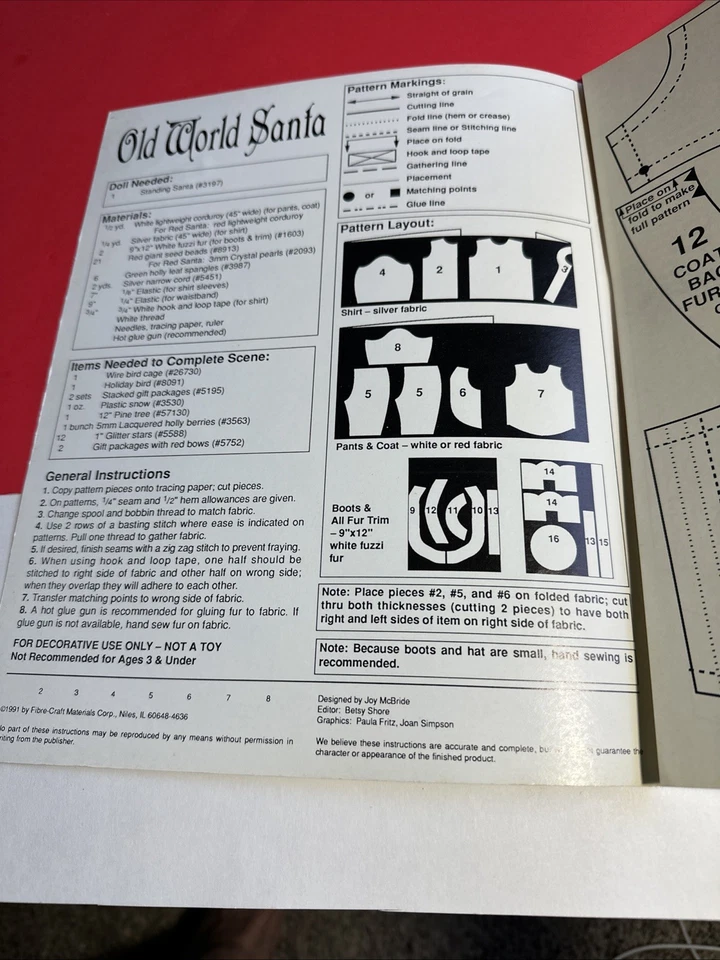 Old World Santa
Doll Needed:
1 Standing Santa (#3197)
Materials:
1/2 yd. White lightweight corduroy (45" wide) (for pants, coat)
For Red Santa: red lightweight corduroy
1/4 yd. Silver fabric (45" wide) (for shirt)
2 9"x12" White fuzzi fur (for boots & trim) (#1603)
21 Red giant seed beads (#8913)
For Red Santa: 3mm Crystal pearls (#2093)
6 Green holly leaf spangles (#3987)
2 yds. Silver narrow cord (#5451)
7" 1/8" Elastic (for shirt sleeves)
9" 1/4" Elastic (for waistband)
3/4" 3/4" White hook and loop tape (for shirt)
White thread
Needles, tracing paper, ruler
Hot glue gun (recommended)
Items Needed to Complete Scene:
1 Wire bird cage (#26730)
1 Holiday bird (#8091)
2 sets Stacked gift packages (#5195)
1 oz. Plastic snow (#3530)
1 12" Pine tree (#57130)
1 bunch 5mm Lacquered holly berries (#3563)
12 1" Glitter stars (#5588)
2 Gift packages with red bows (#5752)
General Instructions
1. Copy pattern pieces onto tracing paper; cut pieces.
2. On patterns, 1/4" seam and 1/2" hem allowances are given.
3. Change spool and bobbin thread to match fabric.
4. Use 2 rows of a basting stitch where ease is indicated on
patterns. Pull one thread to gather fabric.
5. If desired, finish seams with a zig zag stitch to prevent fraying.
6. When using hook and loop tape, one half should be
stitched to right side of fabric and other half on wrong side;
when they overlap they will adhere to each other.
7. Transfer matching points to wrong side of fabric.
8. A hot glue gun is recommended for gluing fur to fabric. If
glue gun is not available, hand sew fur on fabric.
FOR DECORATIVE USE ONLY – NOT A TOY
Not Recommended for Ages 3 & Under
2 3 4 5 6 7 8
©1991 by Fibre-Craft Materials Corp., Niles, IL 60648-4636
No part of these instructions may be reproduced by any means without permission in
writing from the publisher.
Pattern Markings:
Straight of grain
Cutting line
Fold line (hem or crease)
Seam line or Stitching line
Place on fold
Hook and loop tape
Gathering line
Placement
or Matching points
Glue line
Pattern Layout:
4 2 1 3
Shirt – silver fabric
8
5 5 6 7
Pants & Coat – white or red fabric
Boots &
All Fur Trim
– 9"x12"
white fuzzi
fur
9 12 11 10 13
14
14
16 13 15
Note: Place pieces #2, #5, and #6 on folded fabric; cut
thru both thicknesses (cutting 2 pieces) to have both
right and left sides of item on right side of fabric.
Note: Because boots and hat are small, hand sewing is
recommended.
Designed by Joy McBride
Editor: Betsy Shore
Graphics: Paula Fritz, Joan Simpson
We believe these instructions are accurate and complete, guarantee the
character or appearance of the finished product.
Place on
fold to make
full pattern
12
COAT
FUR